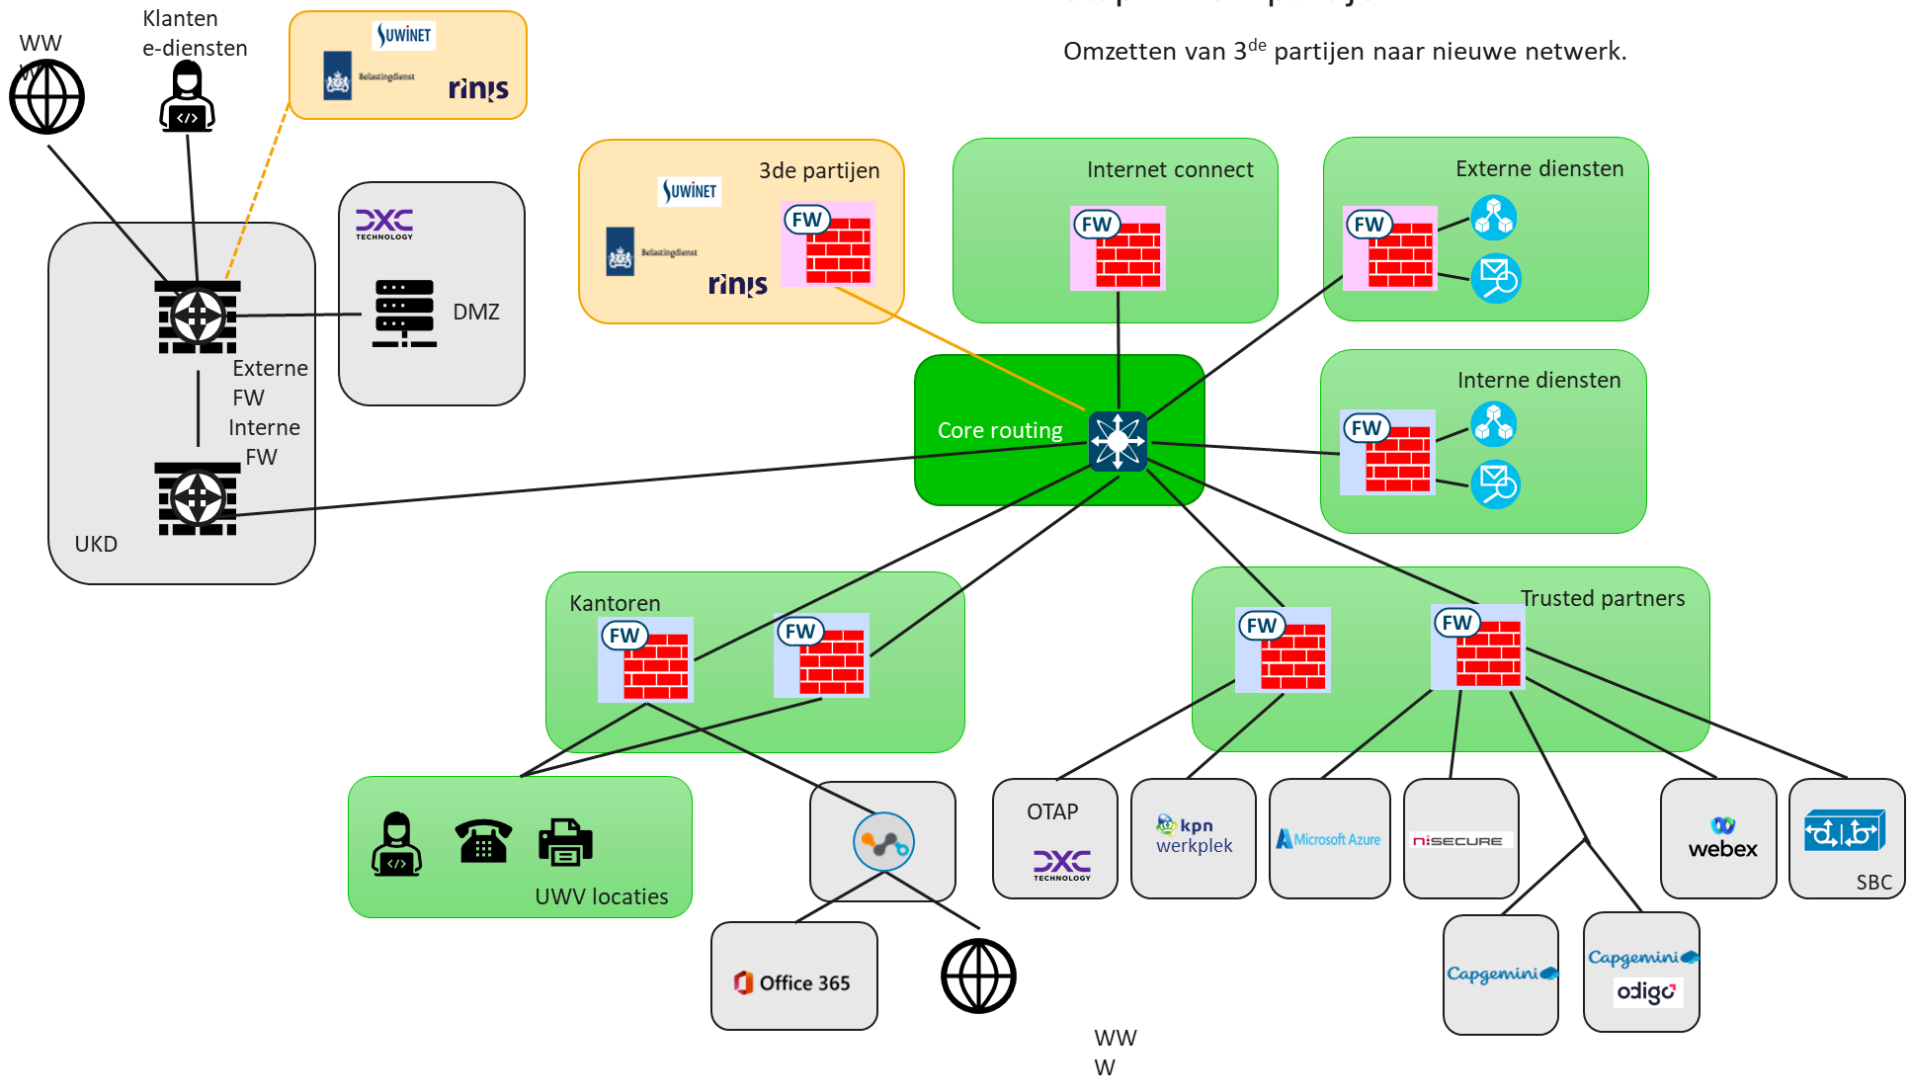 Omzetten van 3de partijen naar nieuwe netwerk.
Klanten
e-diensten
WW
W
SUWINET
Belastingdienst
rinis
DXC
TECHNOLOGY
DMZ
Externe
FW
Interne
FW
UKD
3de partijen
SUWINET
Belastingdienst
rinis
FW
Internet connect
FW
Externe diensten
FW
Core routing
Interne diensten
FW
Kantoren
FW
FW
Trusted partners
FW
FW
UWV locaties
OTAP
DXC
TECHNOLOGY
kpn
werkplek
Microsoft Azure
n:SECURE
webex
SBC
Office 365
Capgemini
Capgemini
odigo
WW
W